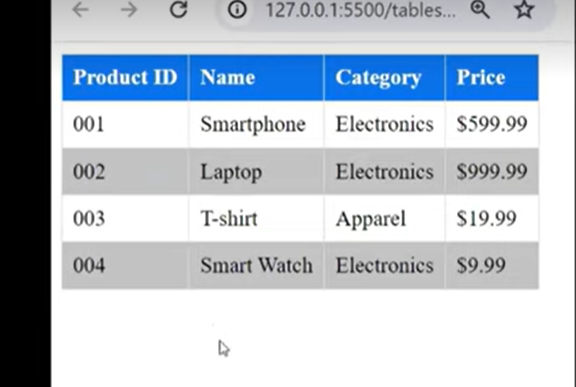 127.0.0.1:5500/tables...
Product ID Name Category Price
001 Smartphone Electronics $599.99
002 Laptop Electronics $999.99
003 T-shirt Apparel $19.99
004 Smart Watch Electronics $9.99